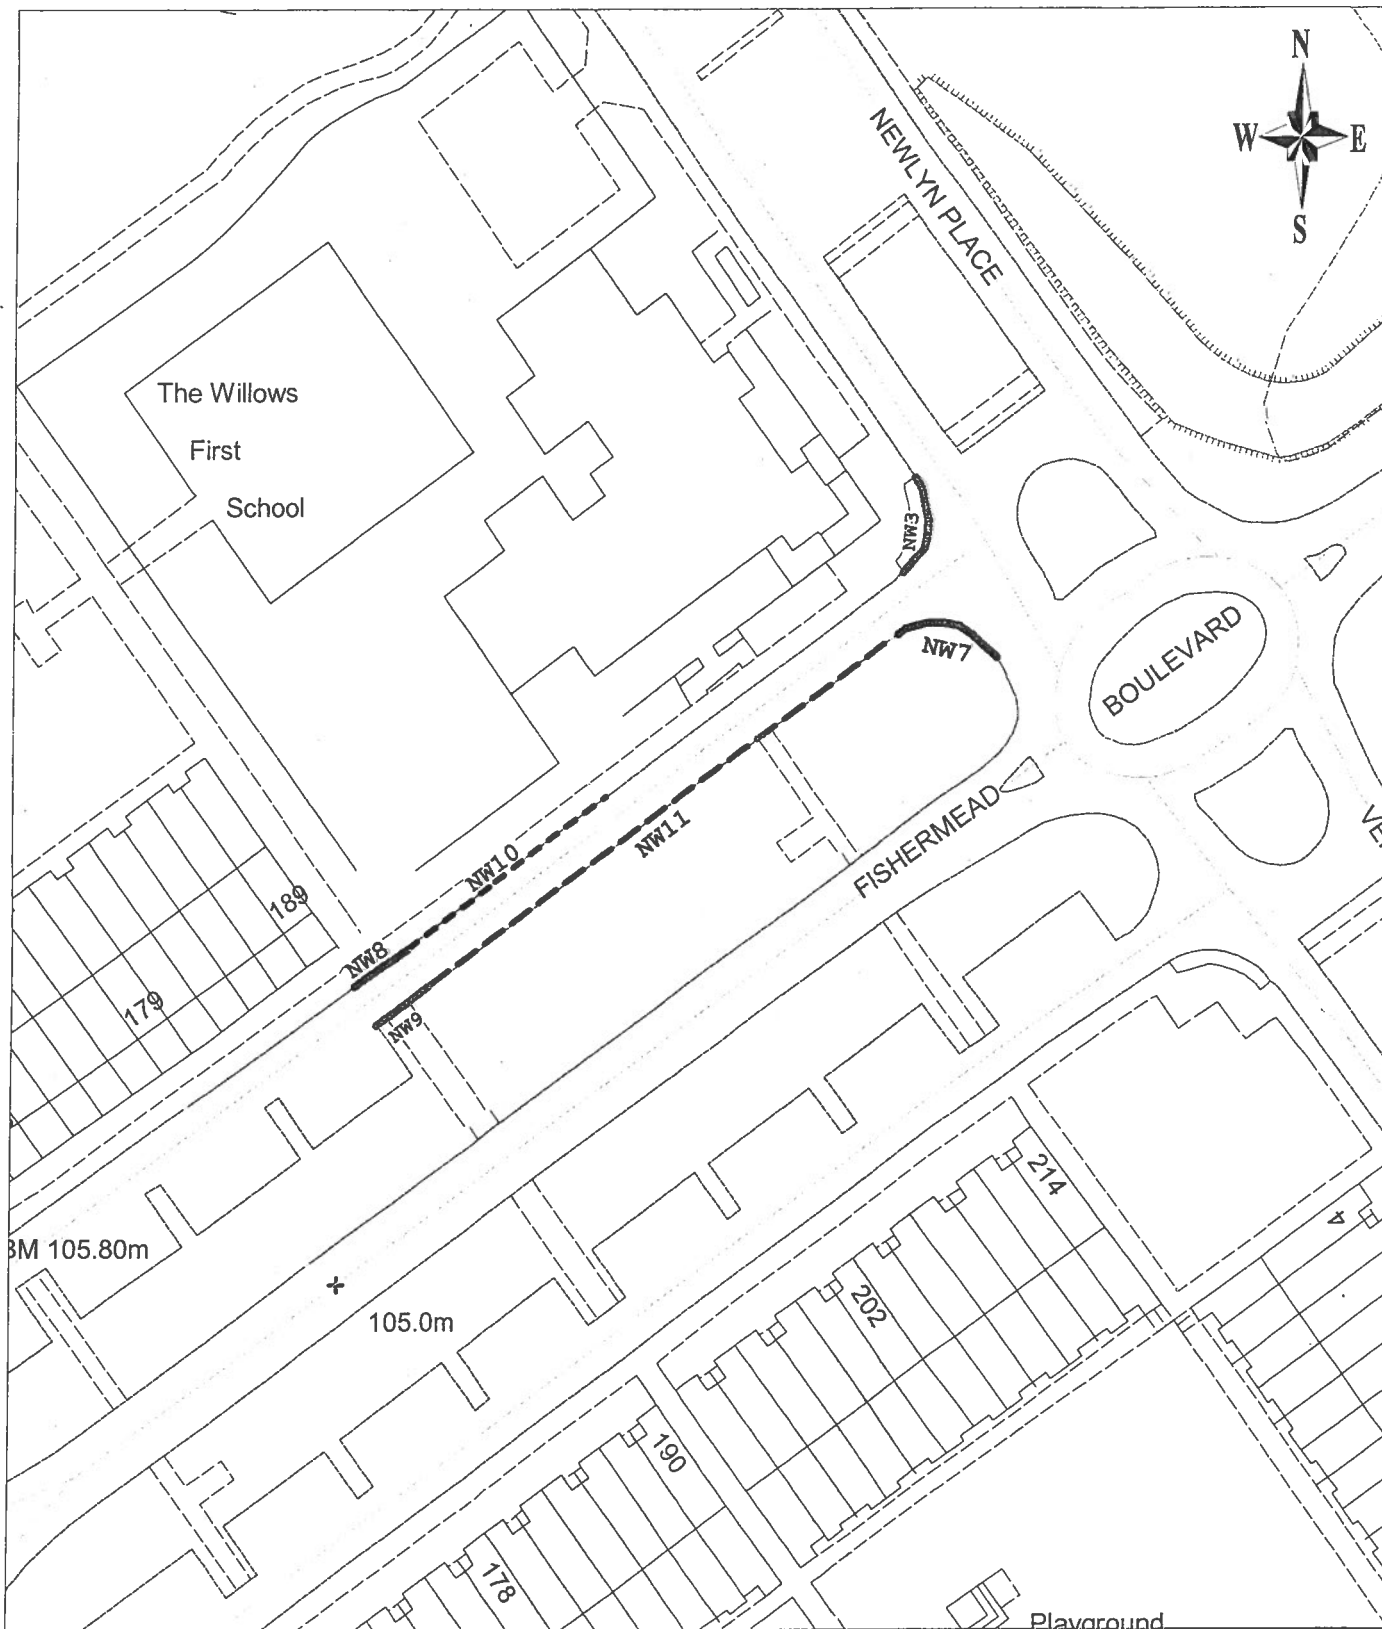 N
W E
S
NEWLYN PLACE
The Willows
First
School
NW3
NW7
BOULEVARD
NW11
NW10
FISHERMEAD
189
NW8
179
NW9
214
4
BM 105.80m
202
105.0m
190
178
Playground